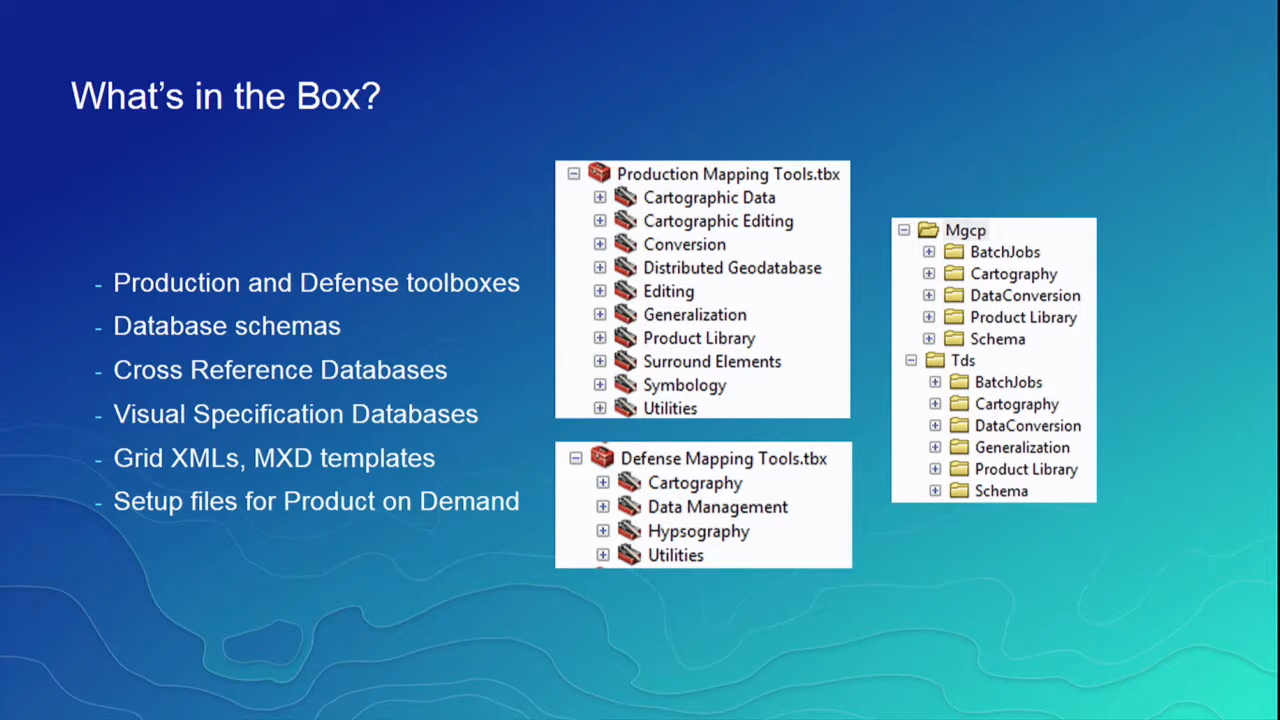 What's in the Box?
- Production and Defense toolboxes
- Database schemas
- Cross Reference Databases
- Visual Specification Databases
- Grid XMLs, MXD templates
- Setup files for Product on Demand
Production Mapping Tools.tbx
Cartographic Data
Cartographic Editing
Conversion
Distributed Geodatabase
Editing
Generalization
Product Library
Surround Elements
Symbology
Utilities
Defense Mapping Tools.tbx
Cartography
Data Management
Hypsography
Utilities
Mgcp
BatchJobs
Cartography
DataConversion
Product Library
Schema
Tds
BatchJobs
Cartography
DataConversion
Generalization
Product Library
Schema